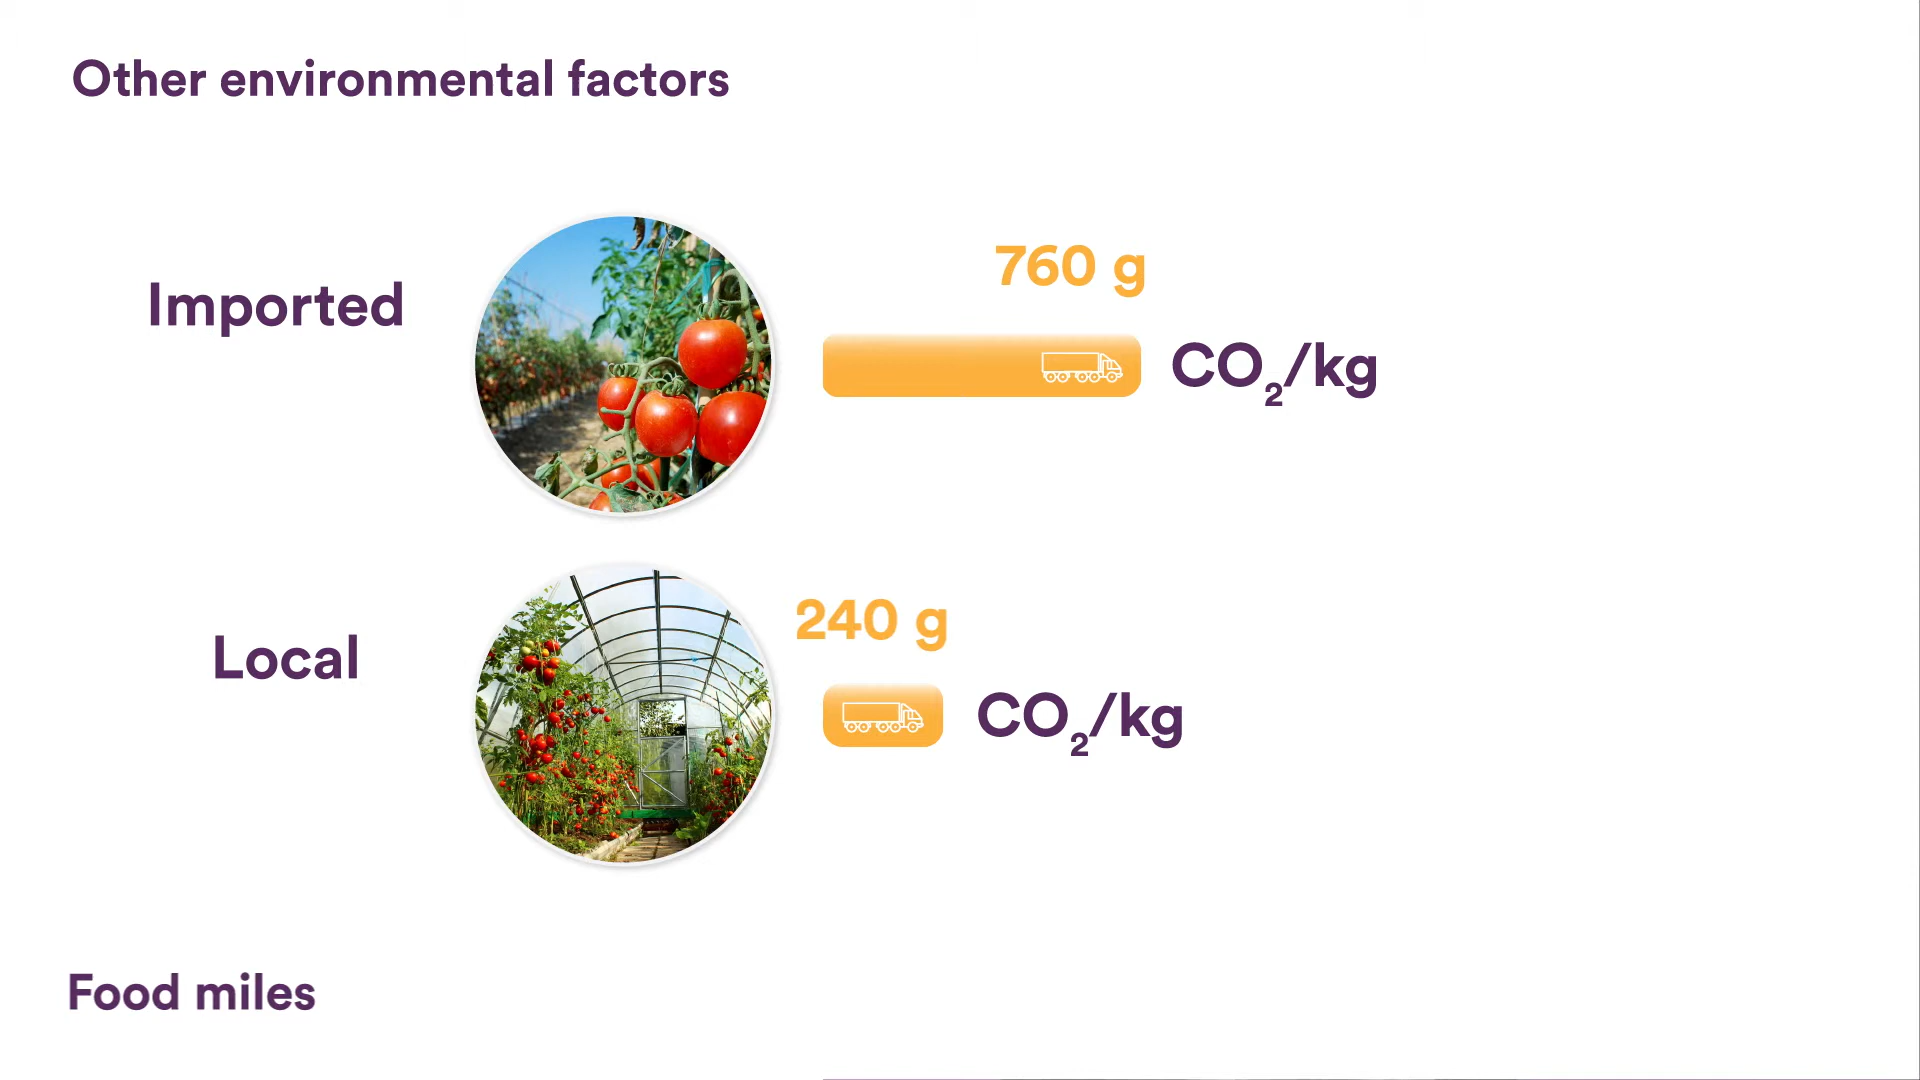 Other environmental factors
Imported
760 g
CO₂/kg
Local
240 g
CO₂/kg
Food miles